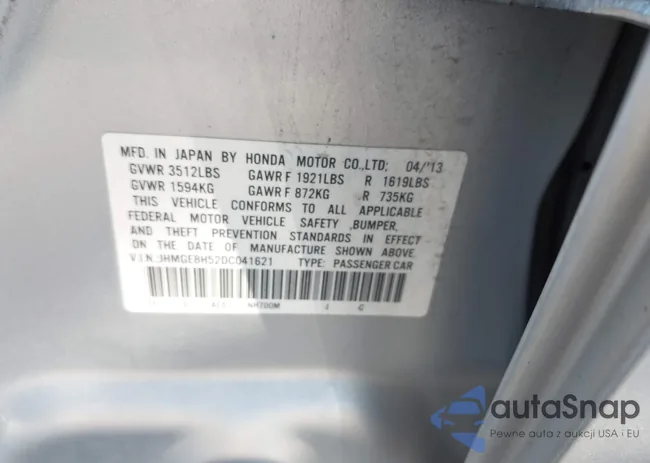 MFD. IN JAPAN BY HONDA MOTOR CO.,LTD; 04/'13
GVWR 3512LBS GAWR F 1921LBS R 1619LBS
GVWR 1594KG GAWR F 872KG R 735KG
THIS VEHICLE CONFORMS TO ALL APPLICABLE
FEDERAL MOTOR VEHICLE SAFETY ,BUMPER,
AND THEFT PREVENTION STANDARDS IN EFFECT
ON THE DATE OF MANUFACTURE SHOWN ABOVE.
V.I.N.:JHMGE8H52DC041621 TYPE: PASSENGER CAR
NH700M
autaSnap
Pewne auta z aukcji USA i EU